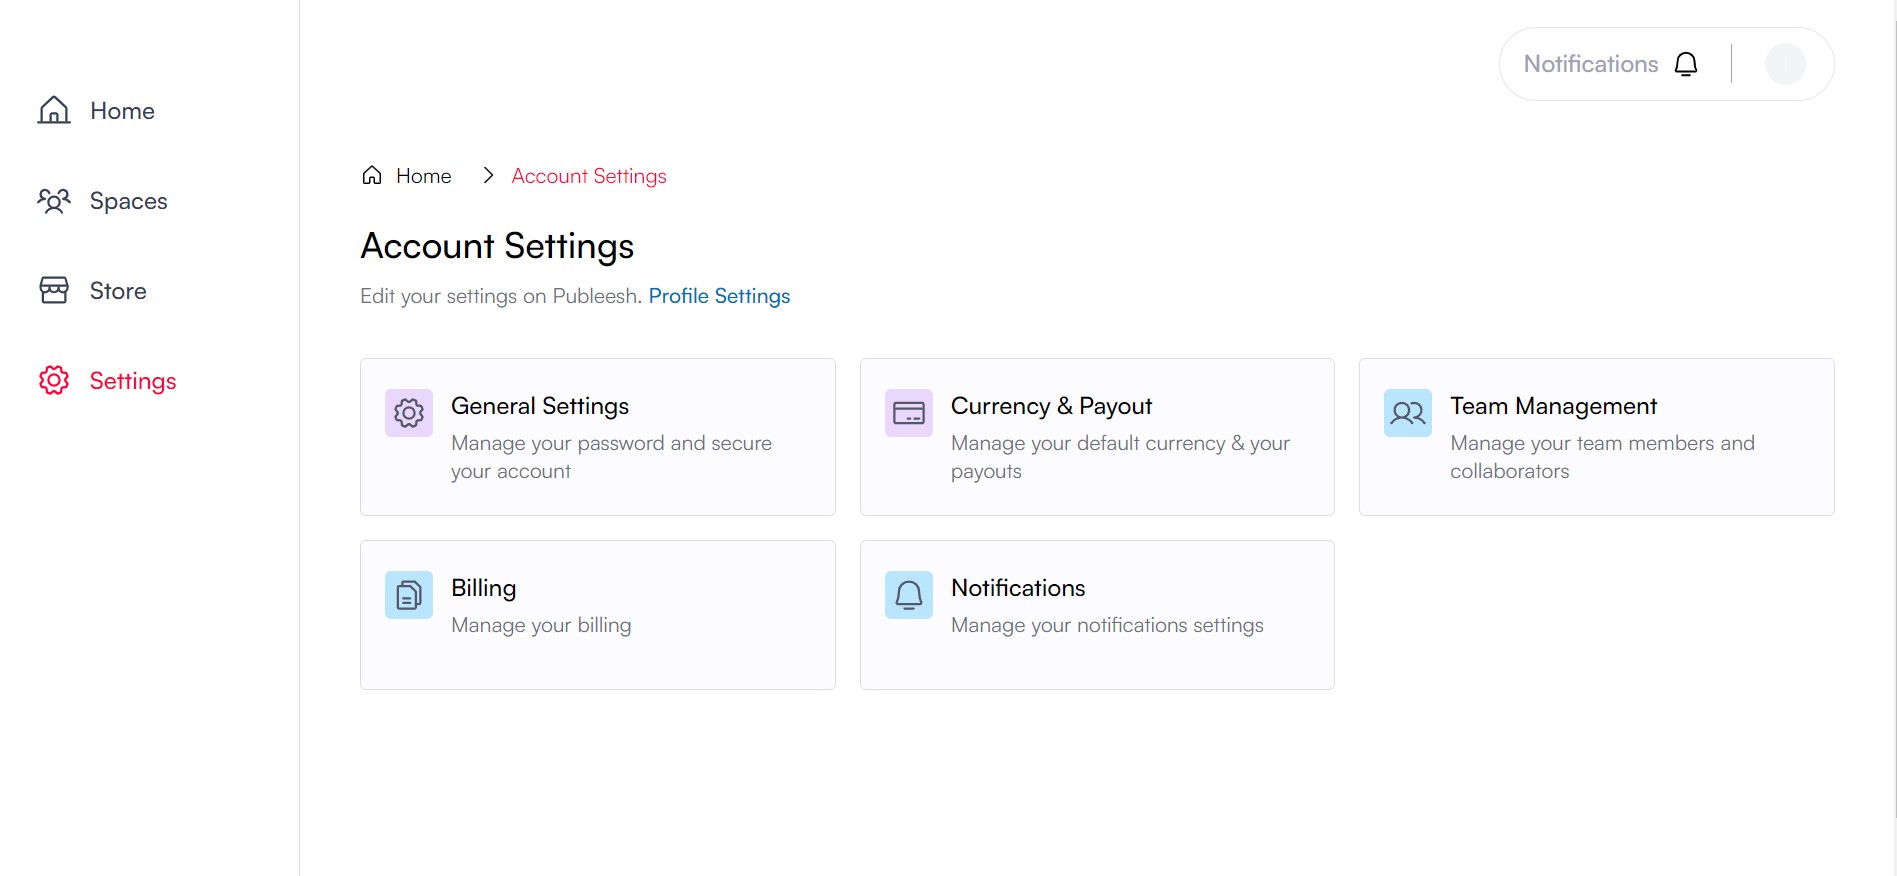 Notifications
Home
Spaces
Store
Settings
Home
Account Settings
Account Settings
Edit your settings on Publeesh. Profile Settings
General Settings
Manage your password and secure
your account
Currency & Payout
Manage your default currency & your
payouts
Team Management
Manage your team members and
collaborators
Billing
Manage your billing
Notifications
Manage your notifications settings